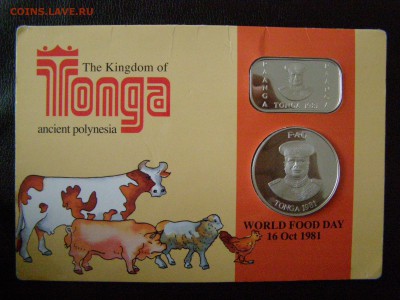 COINS.LAVE.RU
The Kingdom of
Tonga
ancient polynesia
PAANGA
TONGA 1981
FAO
TONGA 1981
WORLD FOOD DAY
16 Oct 1981